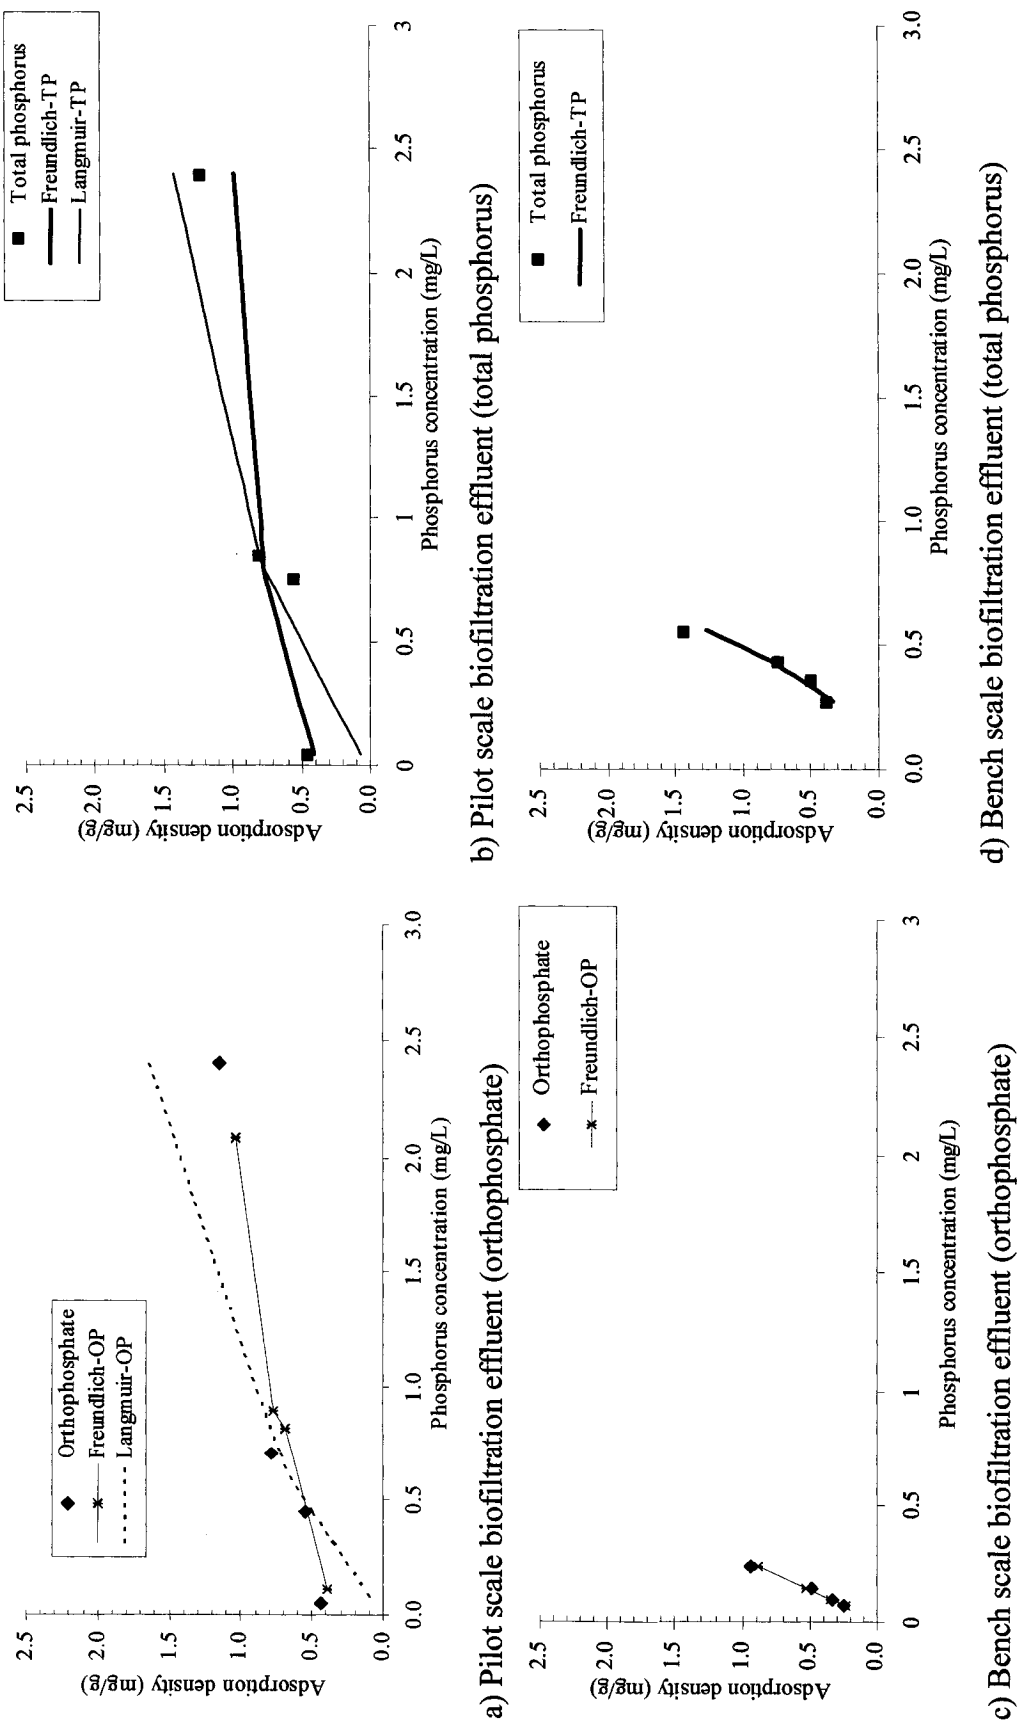 2.5
2.0
1.5
1.0
0.5
0.0
Adsorption density (mg/g)
Orthophosphate
Freundlich-OP
Langmuir-OP
0.0
0.5
1.0
1.5
2.0
2.5
3.0
Phosphorus concentration (mg/L)
a) Pilot scale biofiltration effluent (orthophosphate)
2.5
2.0
1.5
1.0
0.5
0.0
Adsorption density (mg/g)
Total phosphorus
Freundlich-TP
Langmuir-TP
0
0.5
1
1.5
2
2.5
3
Phosphorus concentration (mg/L)
b) Pilot scale biofiltration effluent (total phosphorus)
2.5
2.0
1.5
1.0
0.5
0.0
Adsorption density (mg/g)
Orthophosphate
Freundlich-OP
0
0.5
1
1.5
2
2.5
3
Phosphorus concentration (mg/L)
c) Bench scale biofiltration effluent (orthophosphate)
2.5
2.0
1.5
1.0
0.5
0.0
Adsorption density (mg/g)
Total phosphorus
Freundlich-TP
0.0
0.5
1.0
1.5
2.0
2.5
3.0
Phosphorus concentration (mg/L)
d) Bench scale biofiltration effluent (total phosphorus)